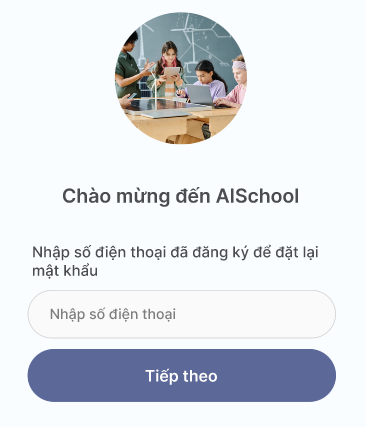 Chào mừng đến AISchool
Nhập số điện thoại đã đăng ký để đặt lại
mật khẩu
Nhập số điện thoại
Tiếp theo